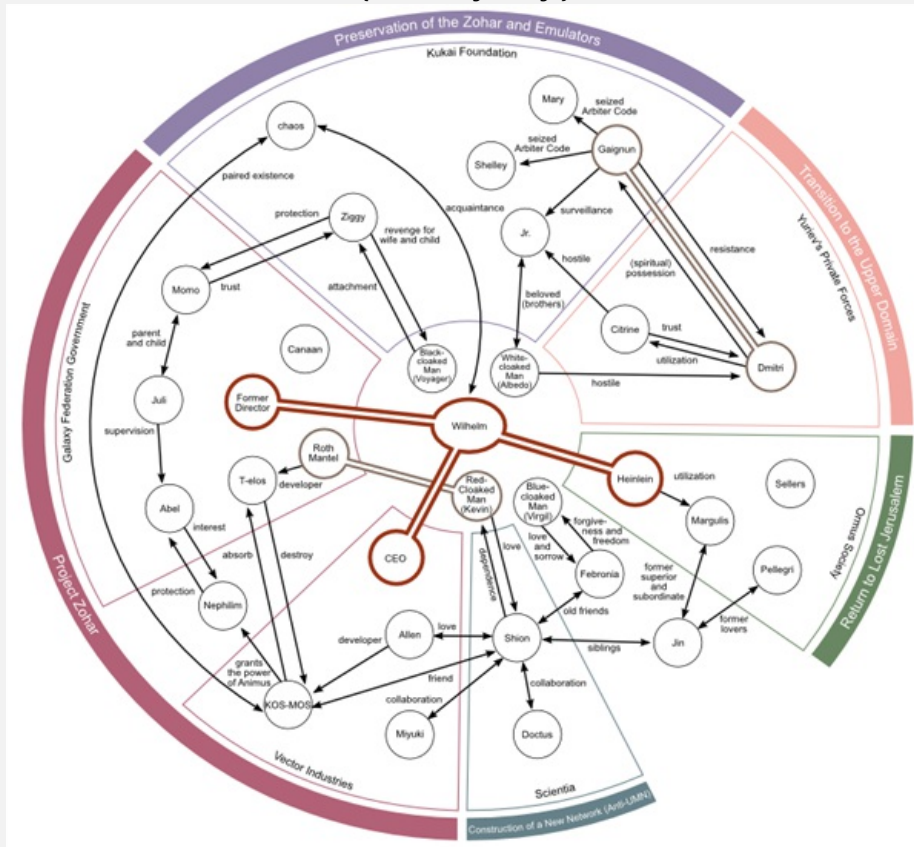 Preservation of the Zohar and Emulators
Kukai Foundation
Mary
seized
Arbiter Code
chaos
Gaignun
seized
Arbiter Code
Shelley
Transition to the Upper Domain
Yuriev's Private Forces
paired existence
acquaintance
surveillance
protection
Ziggy
revenge for
wife and child
Jr.
resistance
hostile
(spiritual)
possession
Momo
trust
attachment
beloved
(brothers)
Citrine
trust
utilization
parent
and child
Canaan
Black-
cloaked
Man
(Voyager)
White-
cloaked
Man
(Albedo)
Dmitri
hostile
Galaxy Federation Government
Juli
Former
Director
Wilhelm
supervision
Roth
Mantel
T-elos
developer
Red-
Cloaked
Man
(Kevin)
Blue-
cloaked
Man
(Virgil)
Heinlein
utilization
Sellers
Margulis
Ormus Society
Return to Lost Jerusalem
Abel
interest
forgive-
ness and
freedom
love
and
sorrow
love
dependence
absorb
destroy
CEO
Febronia
former
superior
and
subordinate
Pellegri
protection
Nephilim
old friends
former
lovers
Project Zohar
developer
Allen
love
Shion
siblings
Jin
grants
the power
of Animus
friend
KOS-MOS
collaboration
collaboration
Miyuki
Doctus
Vector Industries
Scientia
Construction of a New Network (Anti-UMN)